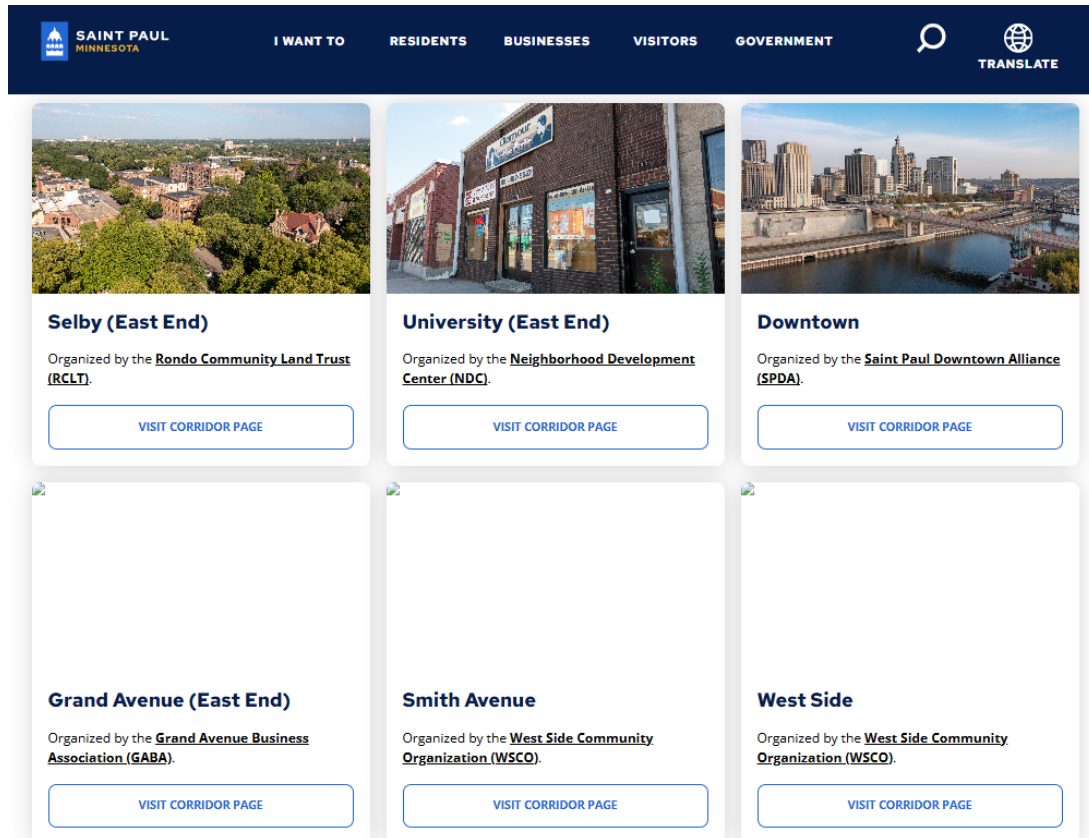 SAINT PAUL
MINNESOTA
I WANT TO
RESIDENTS
BUSINESSES
VISITORS
GOVERNMENT
TRANSLATE
Glamour
Selby (East End)
Organized by the Rondo Community Land Trust
(RCLT).
VISIT CORRIDOR PAGE
University (East End)
Organized by the Neighborhood Development
Center (NDC).
VISIT CORRIDOR PAGE
Downtown
Organized by the Saint Paul Downtown Alliance
(SPDA).
VISIT CORRIDOR PAGE
Grand Avenue (East End)
Organized by the Grand Avenue Business
Association (GABA).
VISIT CORRIDOR PAGE
Smith Avenue
Organized by the West Side Community
Organization (WSCO).
VISIT CORRIDOR PAGE
West Side
Organized by the West Side Community
Organization (WSCO).
VISIT CORRIDOR PAGE